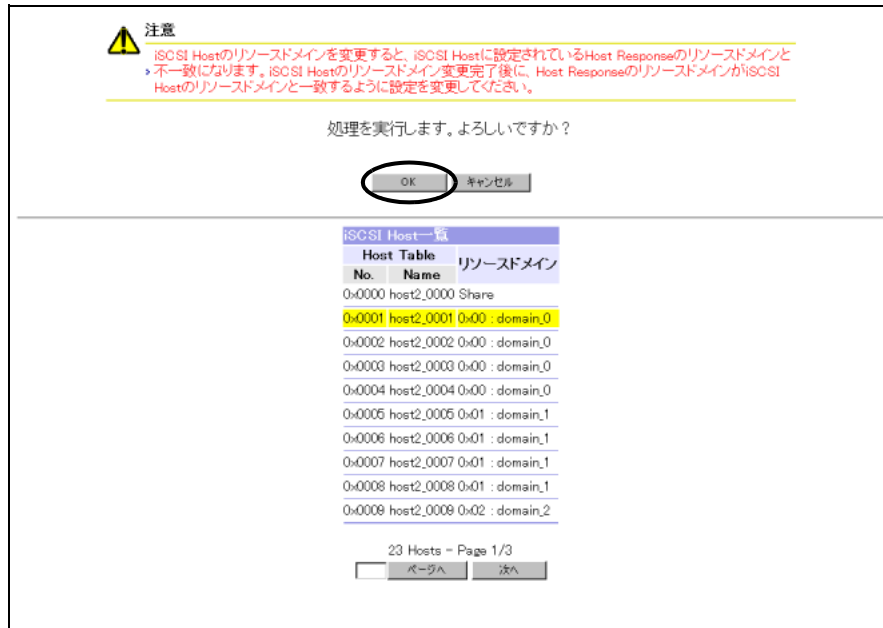 注意
iSCSI Hostのリソースドメインを変更すると、iSCSI Hostに設定されているHost Responseのリソースドメインと
不一致になります。iSCSI Hostのリソースドメイン変更完了後に、Host ResponseのリソースドメインがiSCSI
Hostのリソースドメインと一致するように設定を変更してください。
処理を実行します。よろしいですか?
OK キャンセル
iSCSI Host一覧
Host Table リソースドメイン
No. Name
0x0000 host2_0000 Share
0x0001 host2_0001 0x00 : domain_0
0x0002 host2_0002 0x00 : domain_0
0x0003 host2_0003 0x00 : domain_0
0x0004 host2_0004 0x00 : domain_0
0x0005 host2_0005 0x01 : domain_1
0x0006 host2_0006 0x01 : domain_1
0x0007 host2_0007 0x01 : domain_1
0x0008 host2_0008 0x01 : domain_1
0x0009 host2_0009 0x02 : domain_2
23 Hosts - Page 1/3
ページへ 次へ